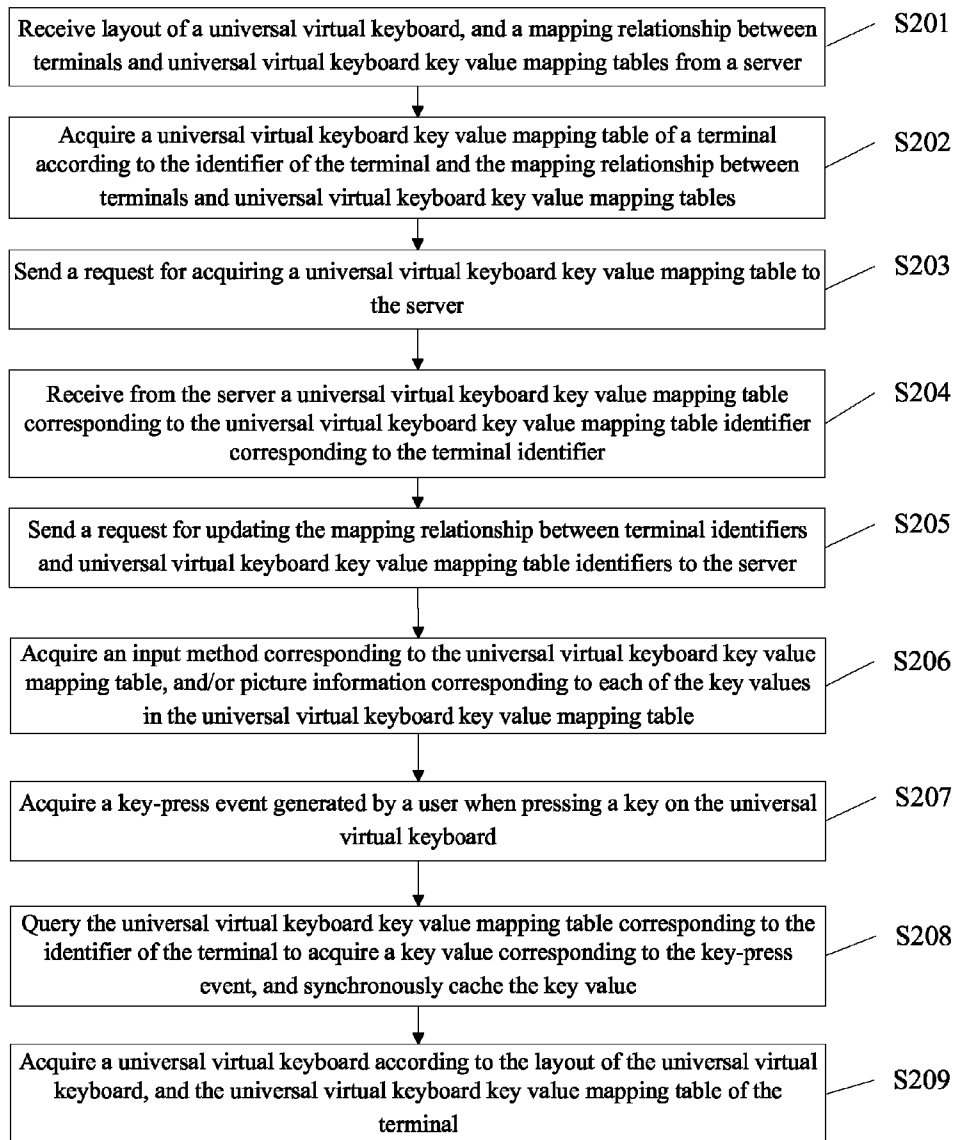 Receive layout of a universal virtual keyboard, and a mapping relationship between
terminals and universal virtual keyboard key value mapping tables from a server
S201
Acquire a universal virtual keyboard key value mapping table of a terminal
according to the identifier of the terminal and the mapping relationship between
terminals and universal virtual keyboard key value mapping tables
S202
Send a request for acquiring a universal virtual keyboard key value mapping table to
the server
S203
Receive from the server a universal virtual keyboard key value mapping table
corresponding to the universal virtual keyboard key value mapping table identifier
corresponding to the terminal identifier
S204
Send a request for updating the mapping relationship between terminal identifiers
and universal virtual keyboard key value mapping table identifiers to the server
S205
Acquire an input method corresponding to the universal virtual keyboard key value
mapping table, and/or picture information corresponding to each of the key values
in the universal virtual keyboard key value mapping table
S206
Acquire a key-press event generated by a user when pressing a key on the universal
virtual keyboard
S207
Query the universal virtual keyboard key value mapping table corresponding to the
identifier of the terminal to acquire a key value corresponding to the key-press
event, and synchronously cache the key value
S208
Acquire a universal virtual keyboard according to the layout of the universal virtual
keyboard, and the universal virtual keyboard key value mapping table of the
terminal
S209